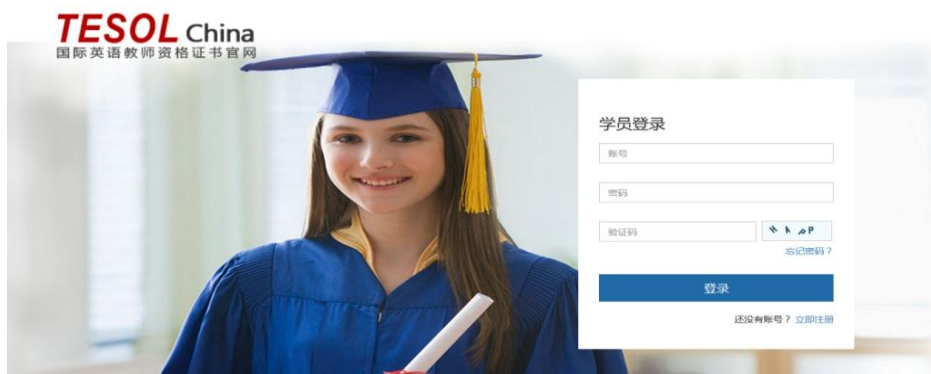 TESOL China
国际英语教师资格证书官网
学员登录
账号
密码
验证码
忘记密码？
登录
还没有账号？ 立即注册